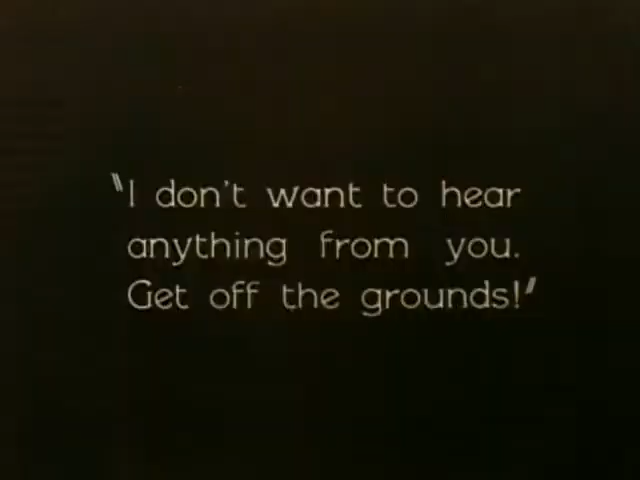 "I don't want to hear
anything from you.
Get off the grounds!"